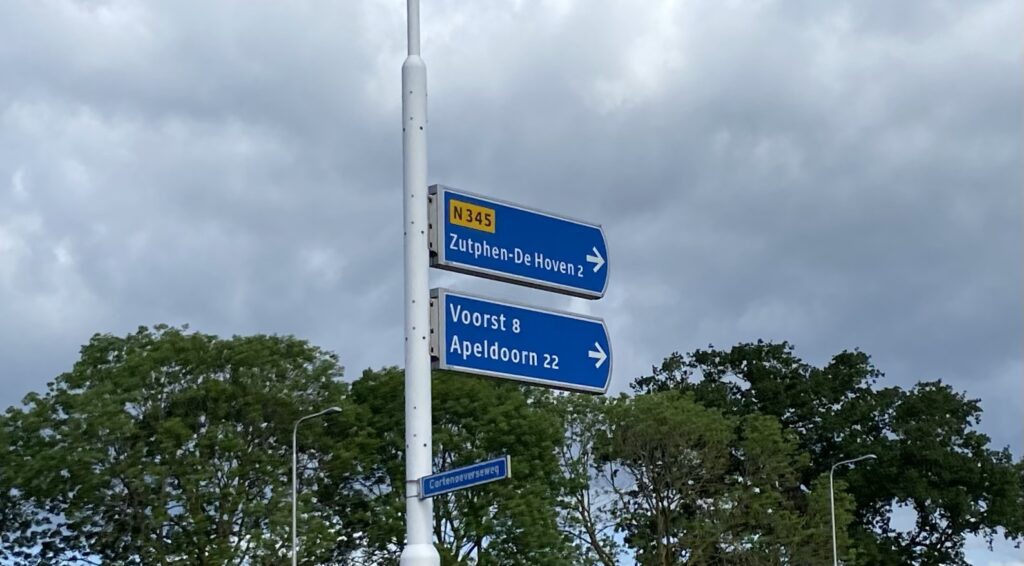 N345
Zutphen-De Hoven 2
Voorst 8
Apeldoorn 22
Cortenoeverseweg